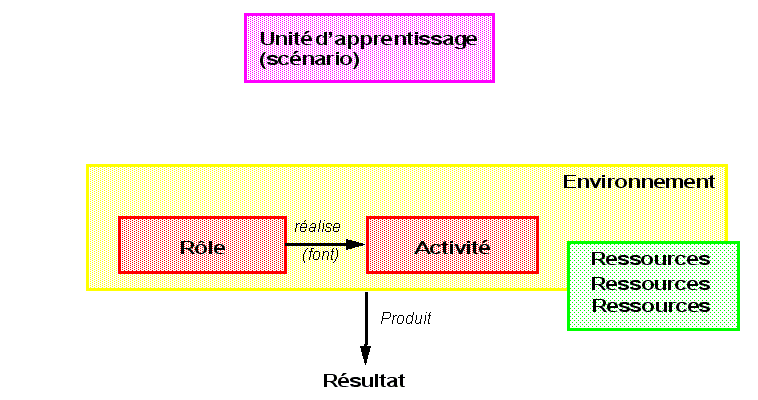 Unité d'apprentissage
(scénario)
Environnement
réalise
Rôle
(font)
Activité
Ressources
Ressources
Ressources
Produit
Résultat